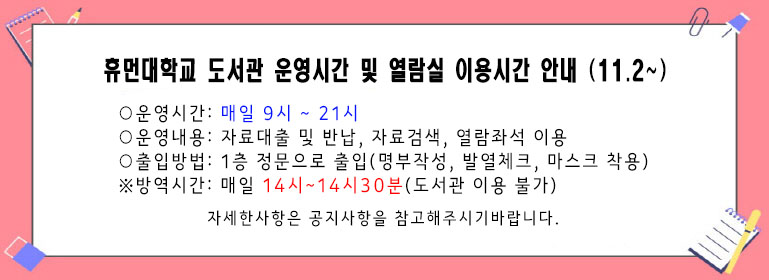 휴먼대학교 도서관 운영시간 및 열람실 이용시간 안내 (11.2~)
○운영시간: 매일 9시 ~ 21시
○운영내용: 자료대출 및 반납, 자료검색, 열람좌석 이용
○출입방법: 1층 정문으로 출입(명부작성, 발열체크, 마스크 착용)
※방역시간: 매일 14시~14시30분(도서관 이용 불가)
자세한사항은 공지사항을 참고해주시기바랍니다.